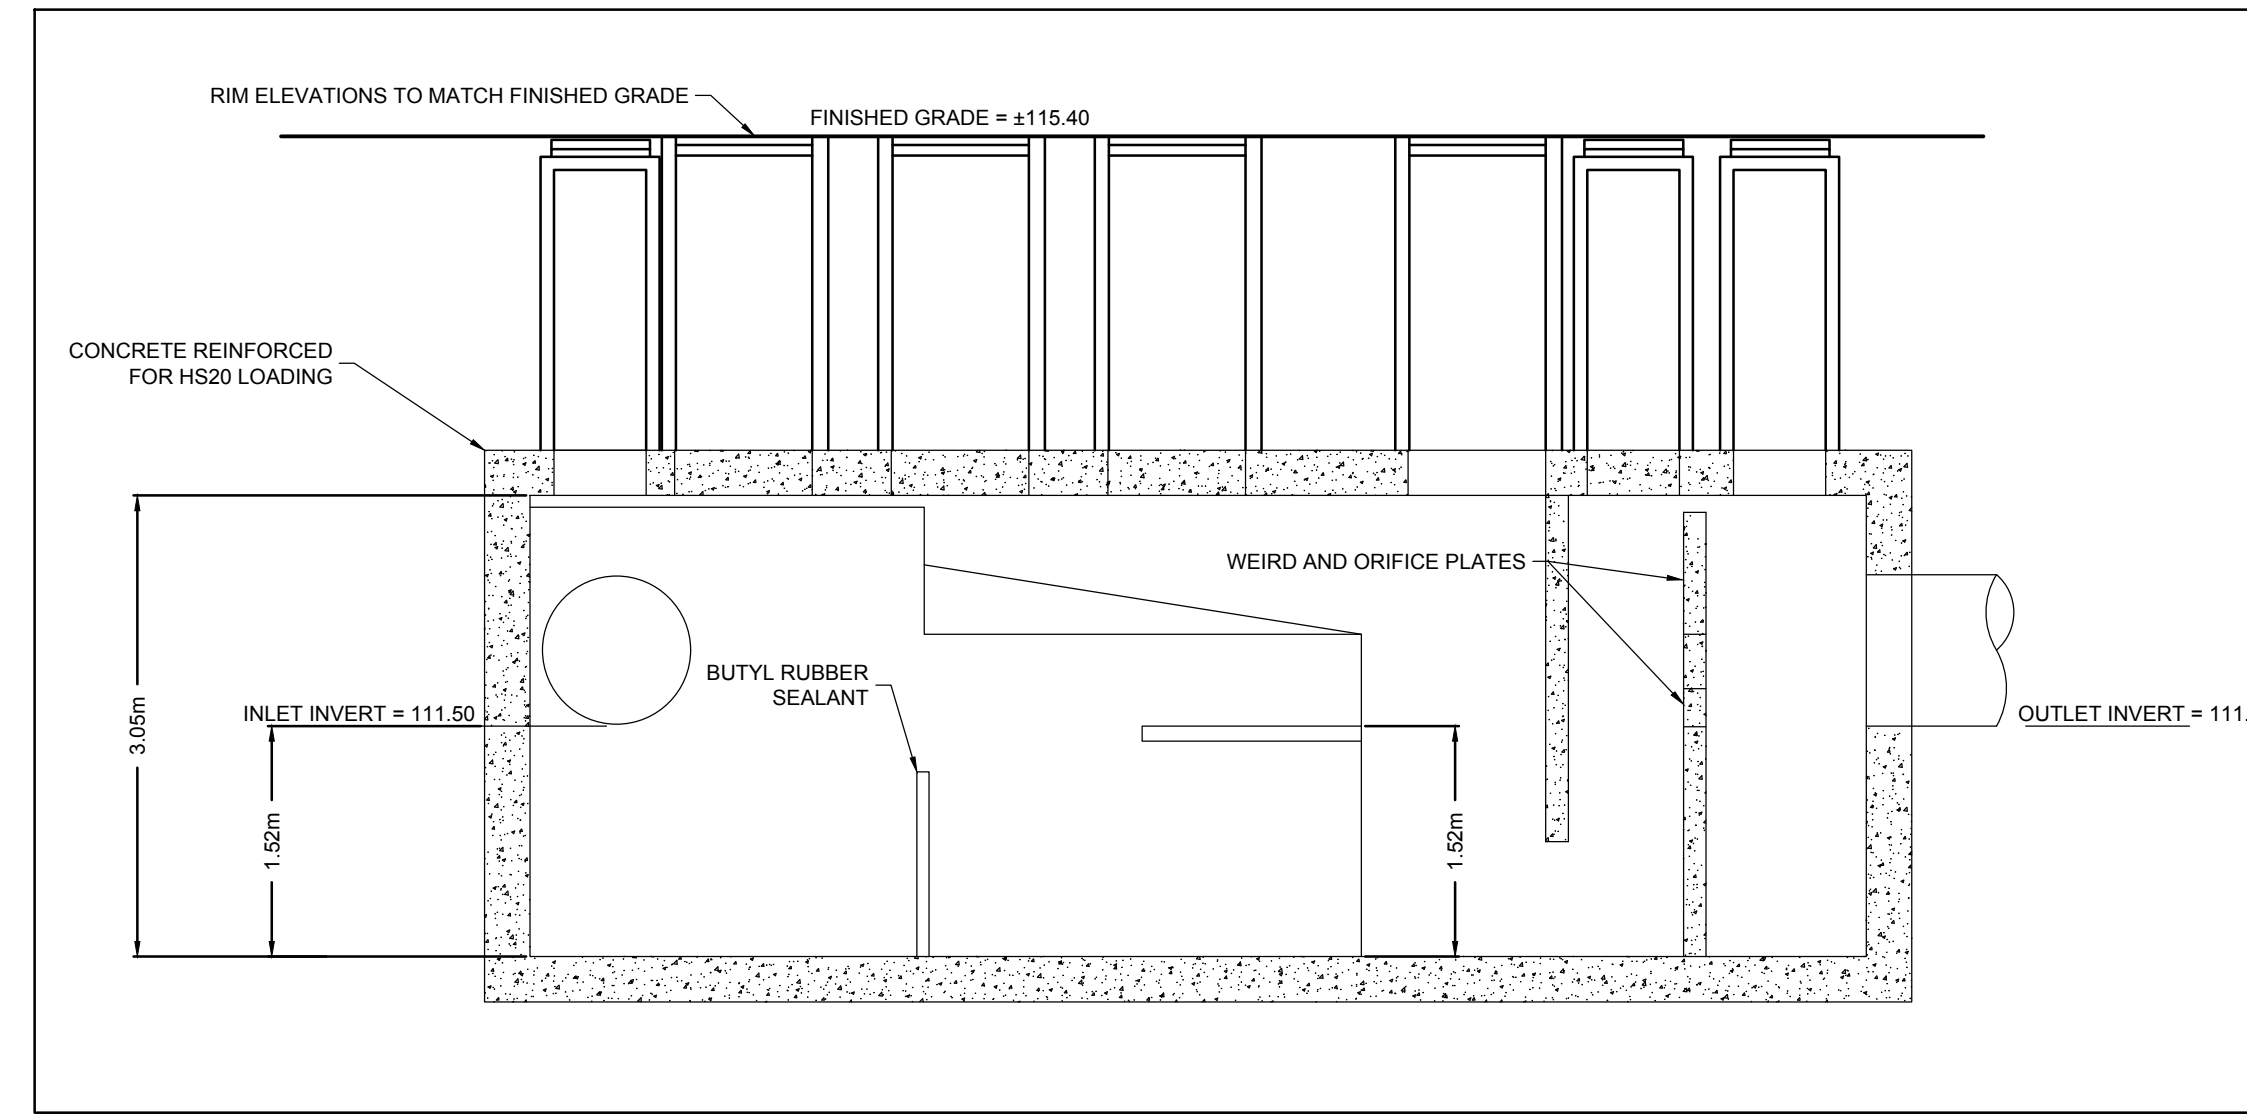 RIM ELEVATIONS TO MATCH FINISHED GRADE
FINISHED GRADE = ±115.40
CONCRETE REINFORCED
FOR HS20 LOADING
WEIRD AND ORIFICE PLATES
BUTYL RUBBER
SEALANT
INLET INVERT = 111.50
OUTLET INVERT = 111.
3.05m
1.52m
1.52m